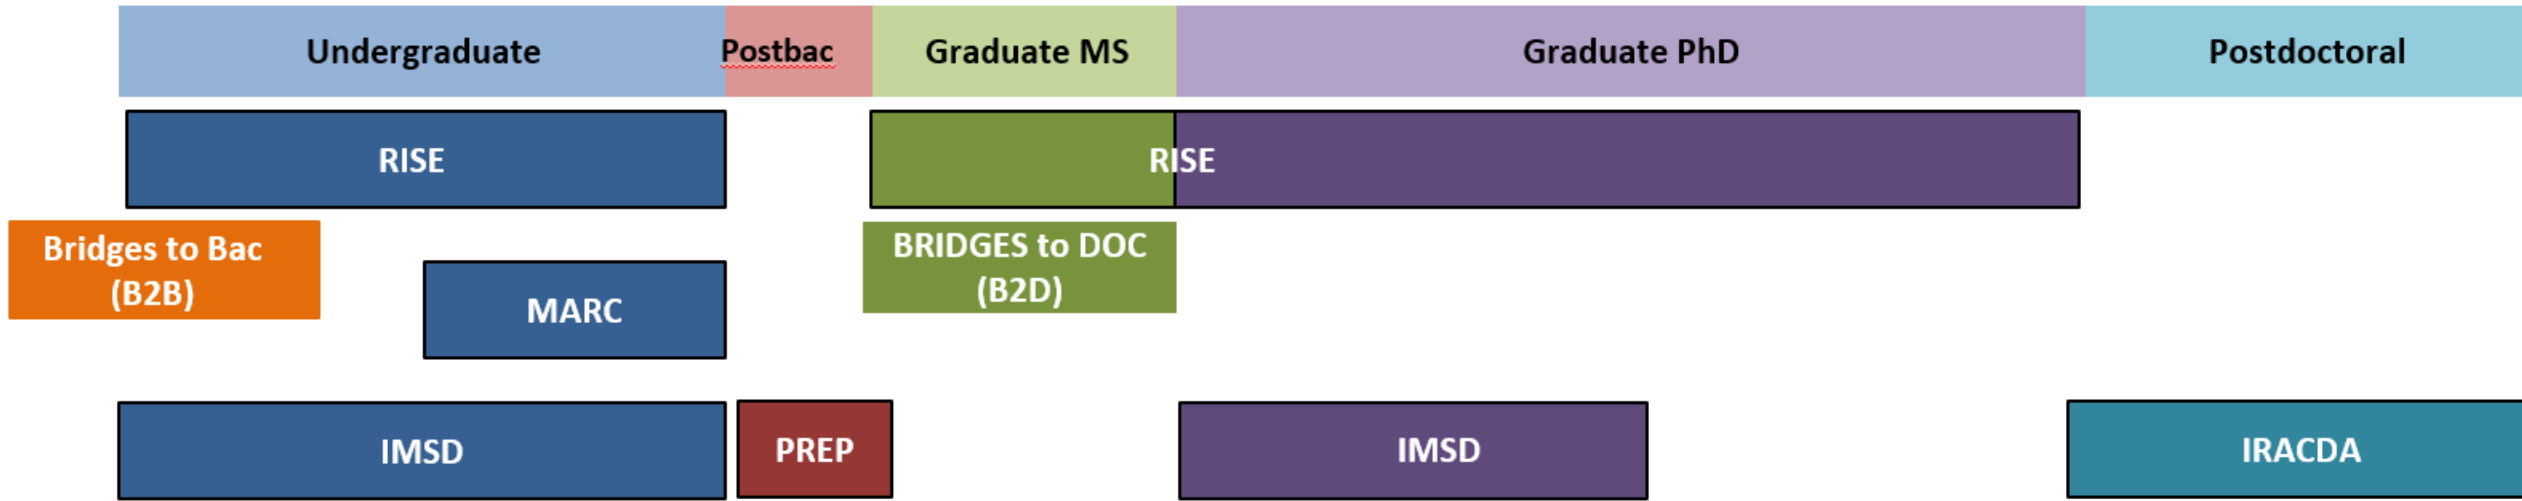 Undergraduate
Postbac
Graduate MS
Graduate PhD
Postdoctoral
RISE
RISE
Bridges to Bac
(B2B)
BRIDGES to DOC
(B2D)
MARC
IMSD
PREP
IMSD
IRACDA